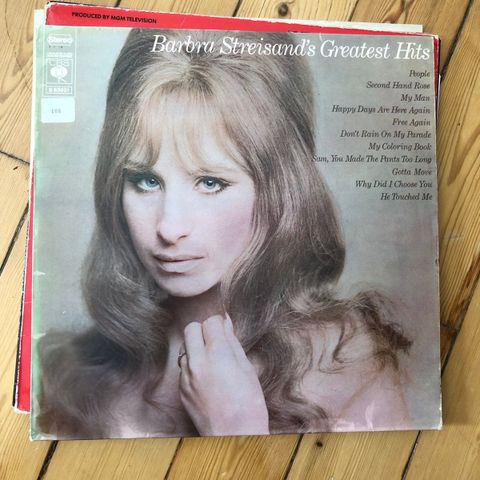 PRODUCED BY MGM TELEVISION
Stereo
CBS
Barbra Streisand's Greatest Hits
People
Second Hand Rose
My Man
Happy Days Are Here Again
Free Again
Don't Rain On My Parade
My Coloring Book
Sam, You Made The Pants Too Long
Gotta Move
Why Did I Choose You
He Touched Me